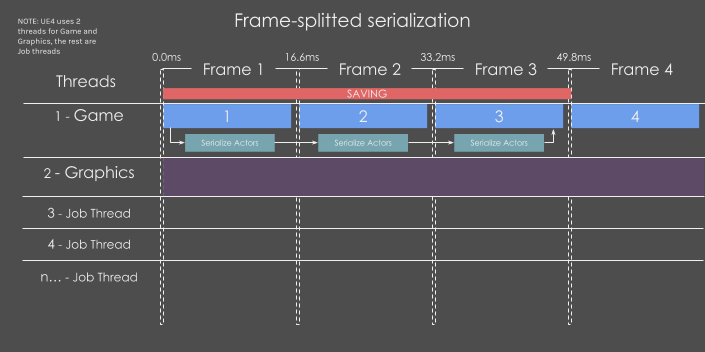 Frame-splitted serialization
NOTE: UE4 uses 2
threads for Game and
Graphics, the rest are
Job threads
0.0ms
16.6ms
33.2ms
49.8ms
Frame 1
Frame 2
Frame 3
Frame 4
Threads
SAVING
1 - Game
1
2
3
4
Serialize Actors
Serialize Actors
Serialize Actors
2 - Graphics
3 - Job Thread
4 - Job Thread
n... - Job Thread